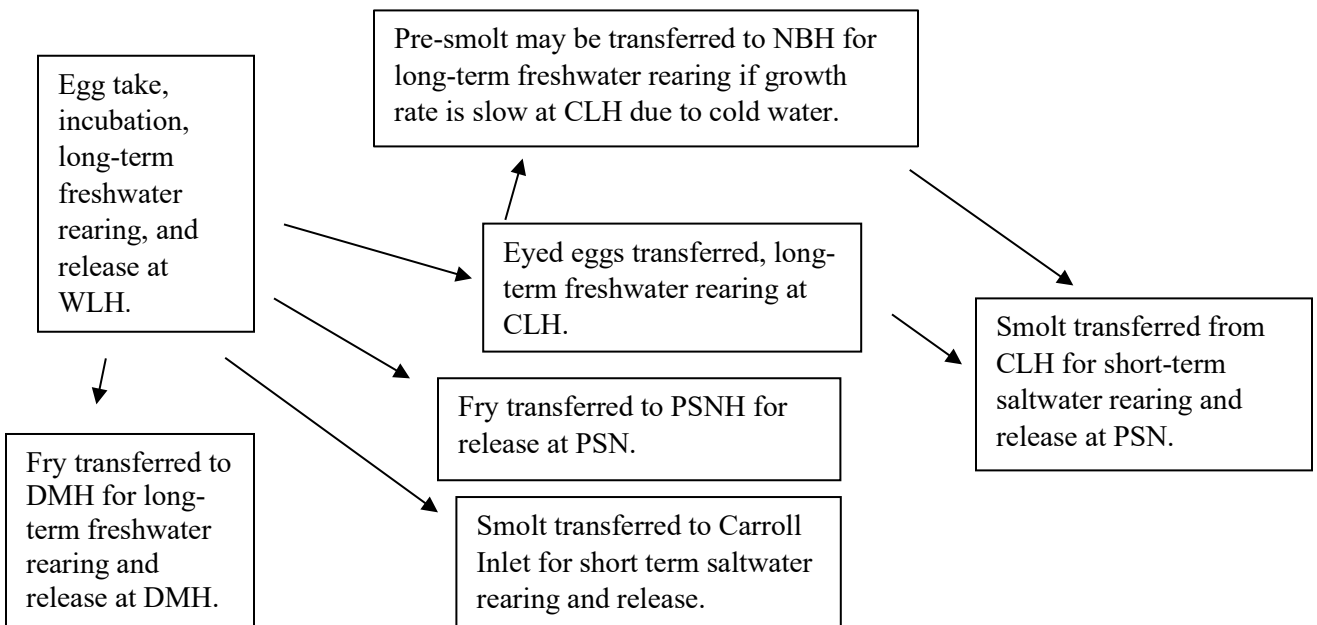 Pre-smolt may be transferred to NBH for
long-term freshwater rearing if growth
rate is slow at CLH due to cold water.
Egg take,
incubation,
long-term
freshwater
rearing, and
release at
WLH.
Eyed eggs transferred, long-
term freshwater rearing at
CLH.
Smolt transferred from
CLH for short-term
saltwater rearing and
release at PSN.
Fry transferred to PSNH for
release at PSN.
Fry transferred to
DMH for long-
term freshwater
rearing and
release at DMH.
Smolt transferred to Carroll
Inlet for short term saltwater
rearing and release.